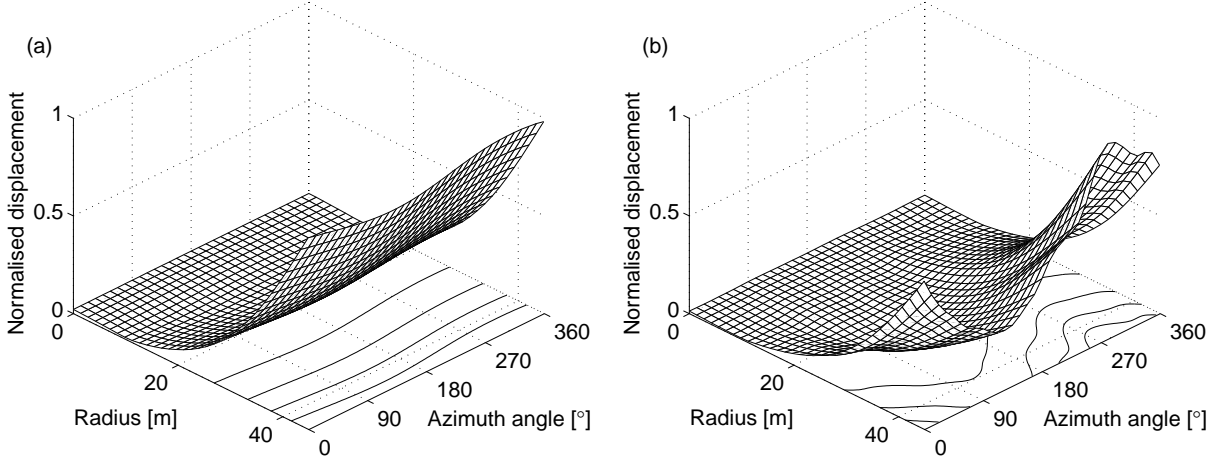 (a)
Normalised displacement
1
0.5
0
0
20
40
Radius [m]
0
90
180
270
360
Azimuth angle [°]
(b)
Normalised displacement
1
0.5
0
0
20
40
Radius [m]
0
90
180
270
360
Azimuth angle [°]